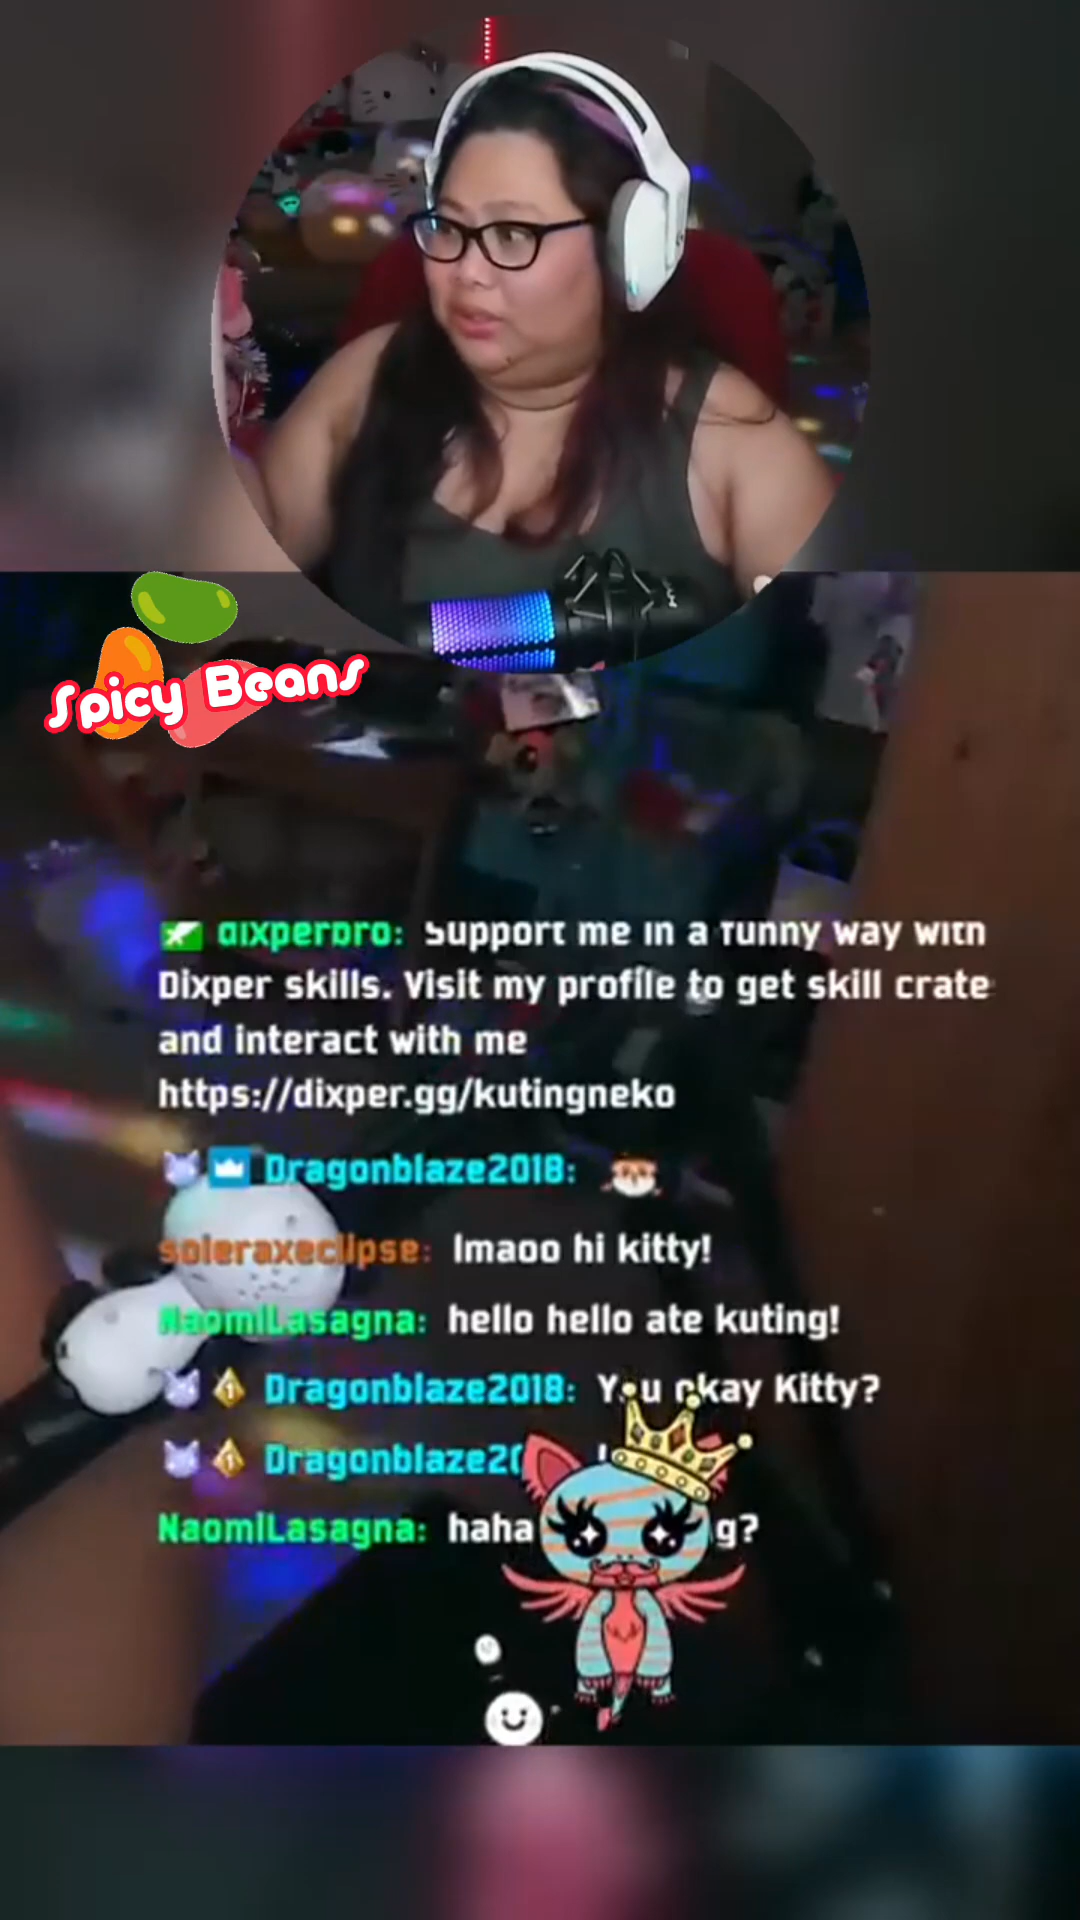 Spicy Beans
dixperpro: Support me in a funny way with
Dixper skills. Visit my profile to get skill crate
and interact with me
https://dixper.gg/kutingneko
Dragonblaze2018:
soleraxeclipse: lmaoo hi kitty!
NaomiLasagna: hello hello ate kuting!
Dragonblaze2018: You okay Kitty?
Dragonblaze20
NaomiLasagna: haha g?